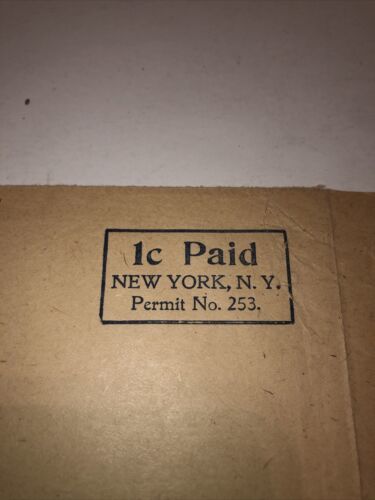 1c Paid
NEW YORK, N. Y.
Permit No. 253.